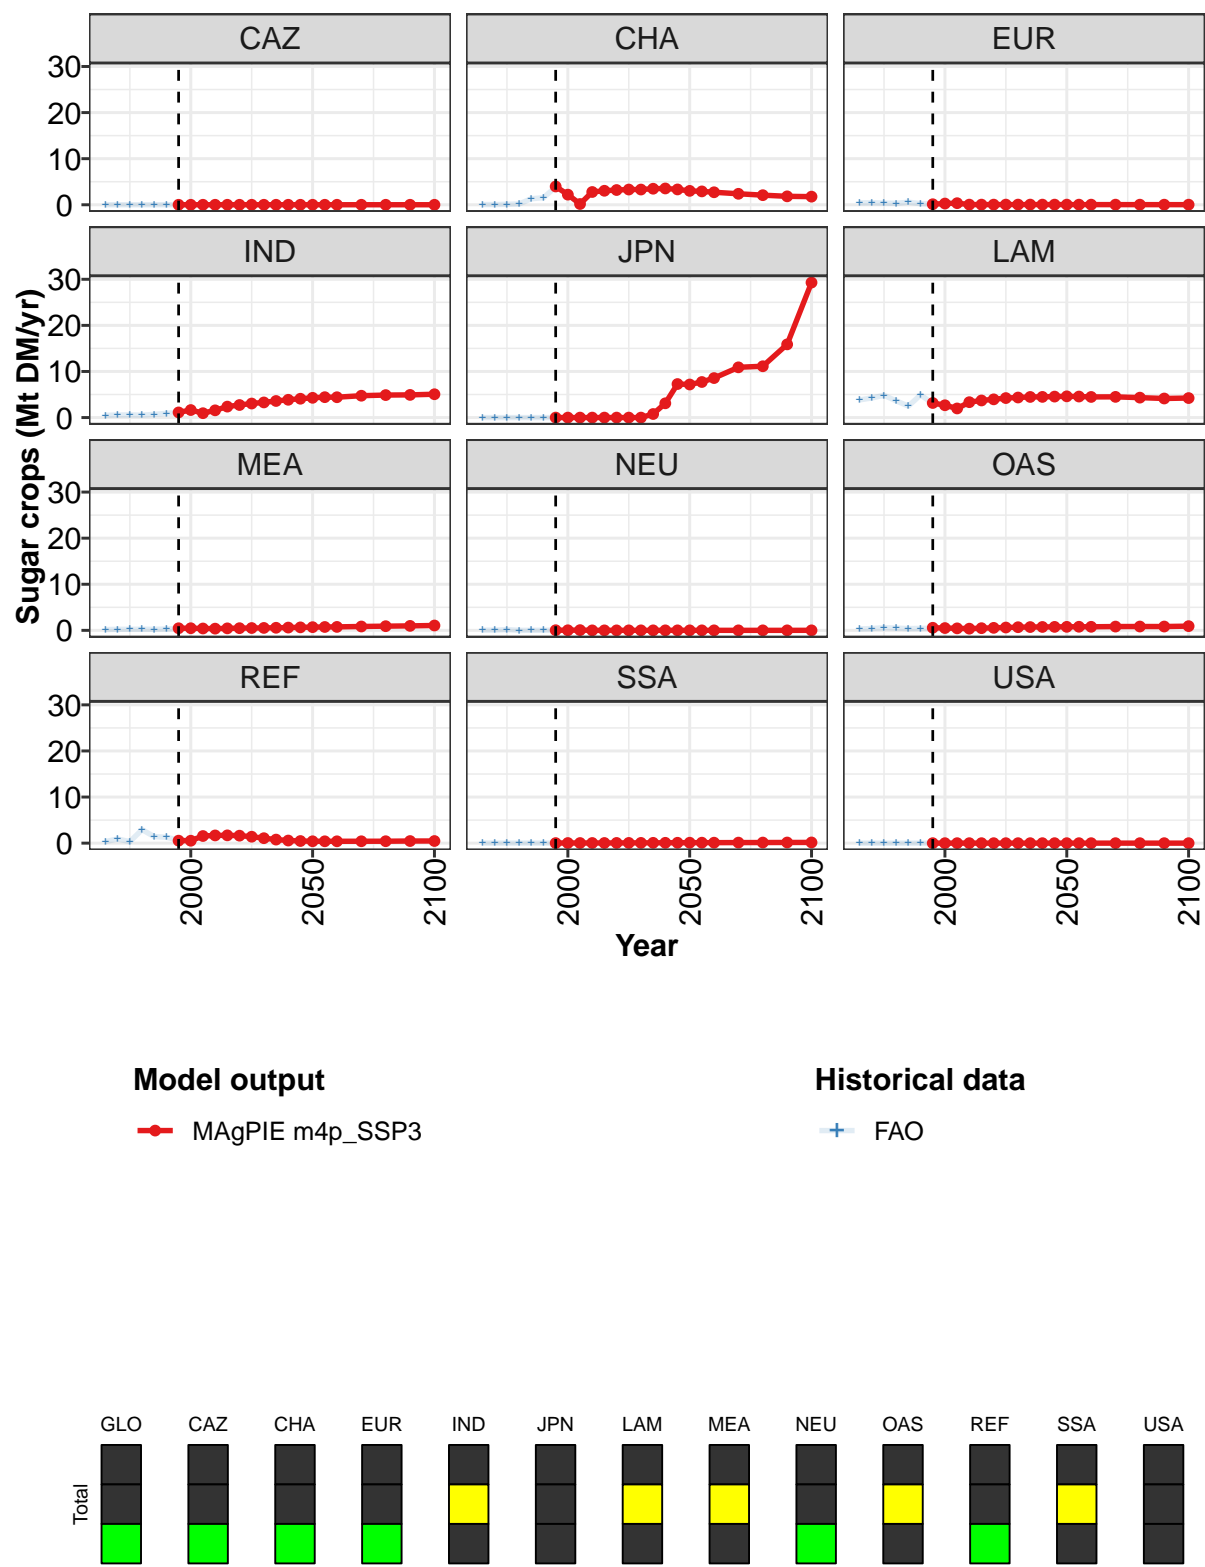 CAZ CHA EUR
30
20
10
0
IND JPN LAM
30
20
10
0
MEA NEU OAS
30
20
10
0
REF SSA USA
30
20
10
0
Sugar crops (Mt DM/yr)
2000 2050 2100 2000 2050 2100 2000 2050 2100
Year
Model output Historical data
MAgPIE m4p_SSP3 FAO
GLO CAZ CHA EUR IND JPN LAM MEA NEU OAS REF SSA USA
Total